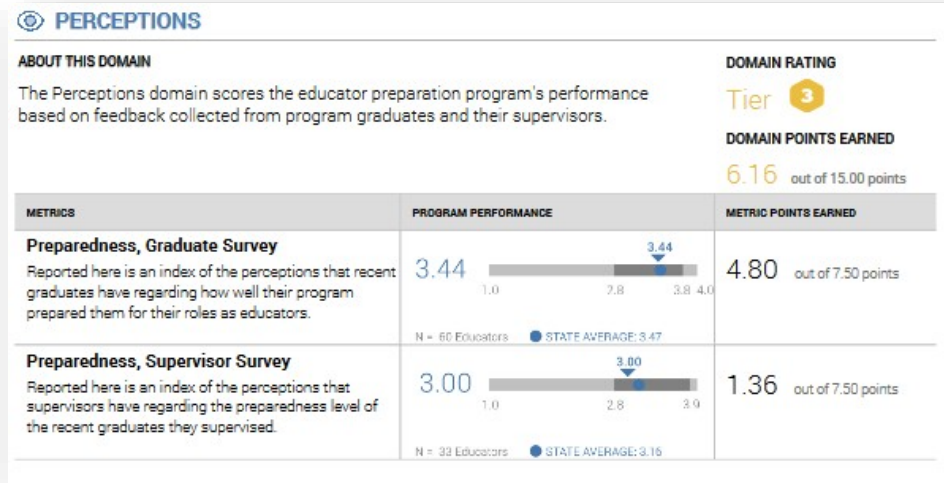 PERCEPTIONS
ABOUT THIS DOMAIN
The Perceptions domain scores the educator preparation program's performance
based on feedback collected from program graduates and their supervisors.
DOMAIN RATING
Tier 3
DOMAIN POINTS EARNED
6.16 out of 15.00 points
METRICS PROGRAM PERFORMANCE METRIC POINTS EARNED
Preparedness, Graduate Survey
Reported here is an index of the perceptions that recent
graduates have regarding how well their program
prepared them for their roles as educators.
3.44
3.44
1.0 2.8 3.8 4.0
N = 60 Educators STATE AVERAGE: 3.47
4.80 out of 7.50 points
Preparedness, Supervisor Survey
Reported here is an index of the perceptions that
supervisors have regarding the preparedness level of
the recent graduates they supervised.
3.00
3.00
1.0 2.8 3.9
N = 33 Educators STATE AVERAGE: 3.16
1.36 out of 7.50 points